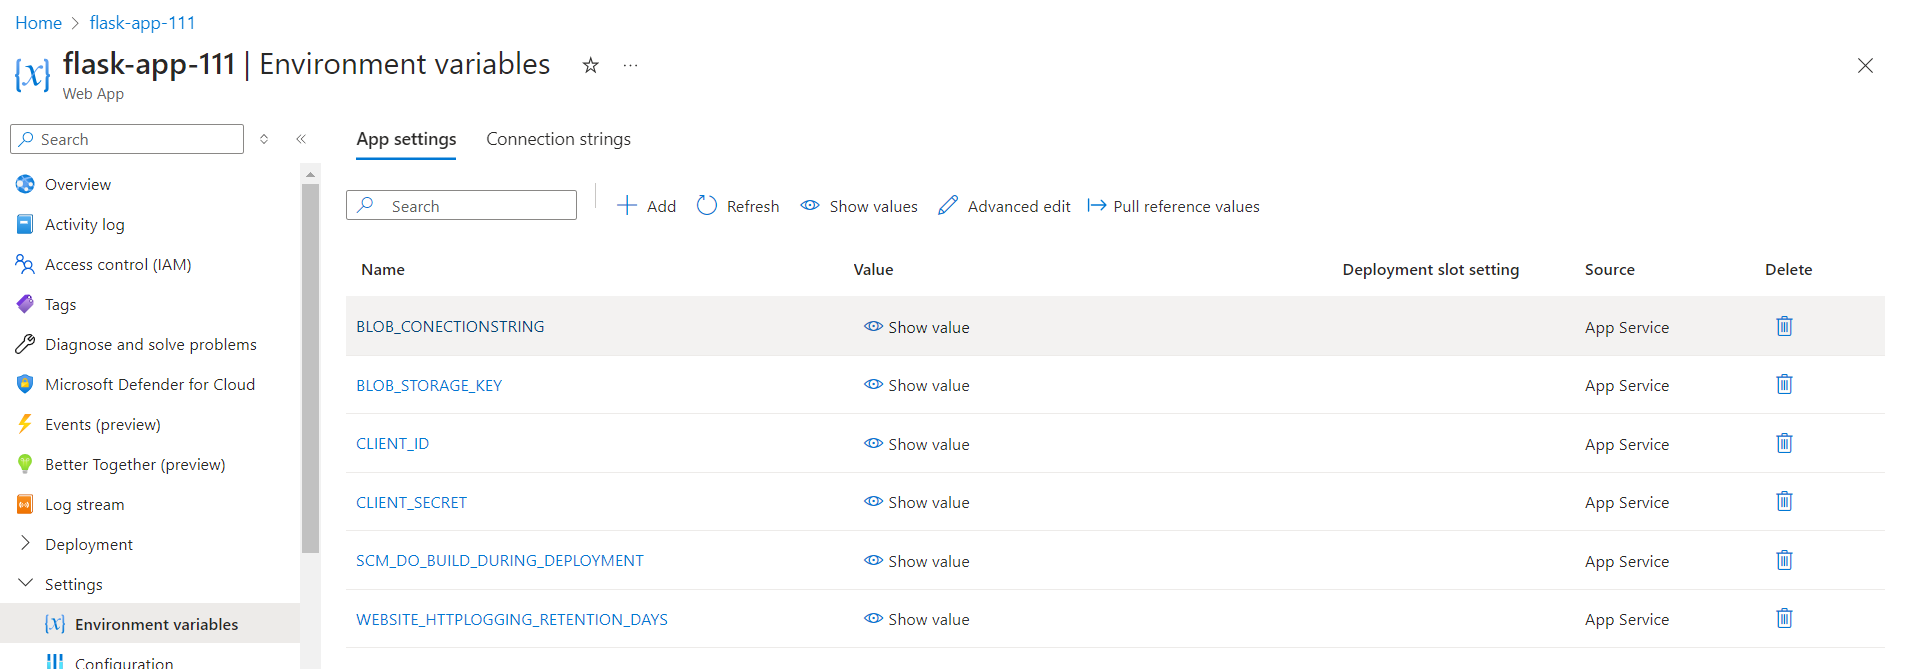 Home > flask-app-111
{x} flask-app-111 | Environment variables ☆ ...
Web App
Search
App settings Connection strings
Search Add Refresh Show values Advanced edit Pull reference values
Overview
Activity log
Access control (IAM)
Tags
Diagnose and solve problems
Microsoft Defender for Cloud
Events (preview)
Better Together (preview)
Log stream
Deployment
Settings
{x} Environment variables
Configuration
Name Value Deployment slot setting Source Delete
BLOB_CONECTIONSTRING Show value App Service
BLOB_STORAGE_KEY Show value App Service
CLIENT_ID Show value App Service
CLIENT_SECRET Show value App Service
SCM_DO_BUILD_DURING_DEPLOYMENT Show value App Service
WEBSITE_HTTPLOGGING_RETENTION_DAYS Show value App Service